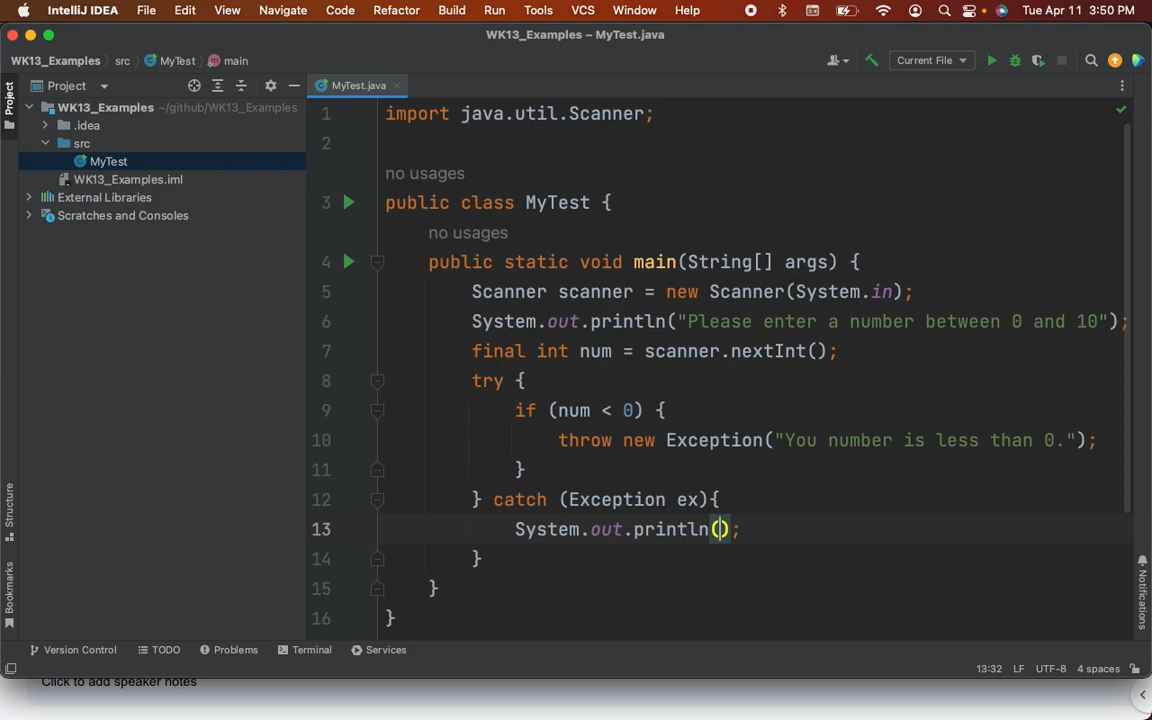 IntelliJ IDEA File Edit View Navigate Code Refactor Build Run Tools VCS Window Help Tue Apr 11 3:50 PM
WK13_Examples – MyTest.java
WK13_Examples src MyTest main Current File
Project MyTest.java
Project
WK13_Examples ~/github/WK13_Examples
.idea
src
MyTest
WK13_Examples.iml
External Libraries
Scratches and Consoles
1 import java.util.Scanner;
2
no usages
3 public class MyTest {
no usages
4 public static void main(String[] args) {
5 Scanner scanner = new Scanner(System.in);
6 System.out.println("Please enter a number between 0 and 10");
7 final int num = scanner.nextInt();
8 try {
9 if (num < 0) {
10 throw new Exception("You number is less than 0.");
11 }
12 } catch (Exception ex){
13 System.out.println();
14 }
15 }
16 }
Structure
Bookmarks
Notifications
Version Control TODO Problems Terminal Services
13:32 LF UTF-8 4 spaces
Click to add speaker notes